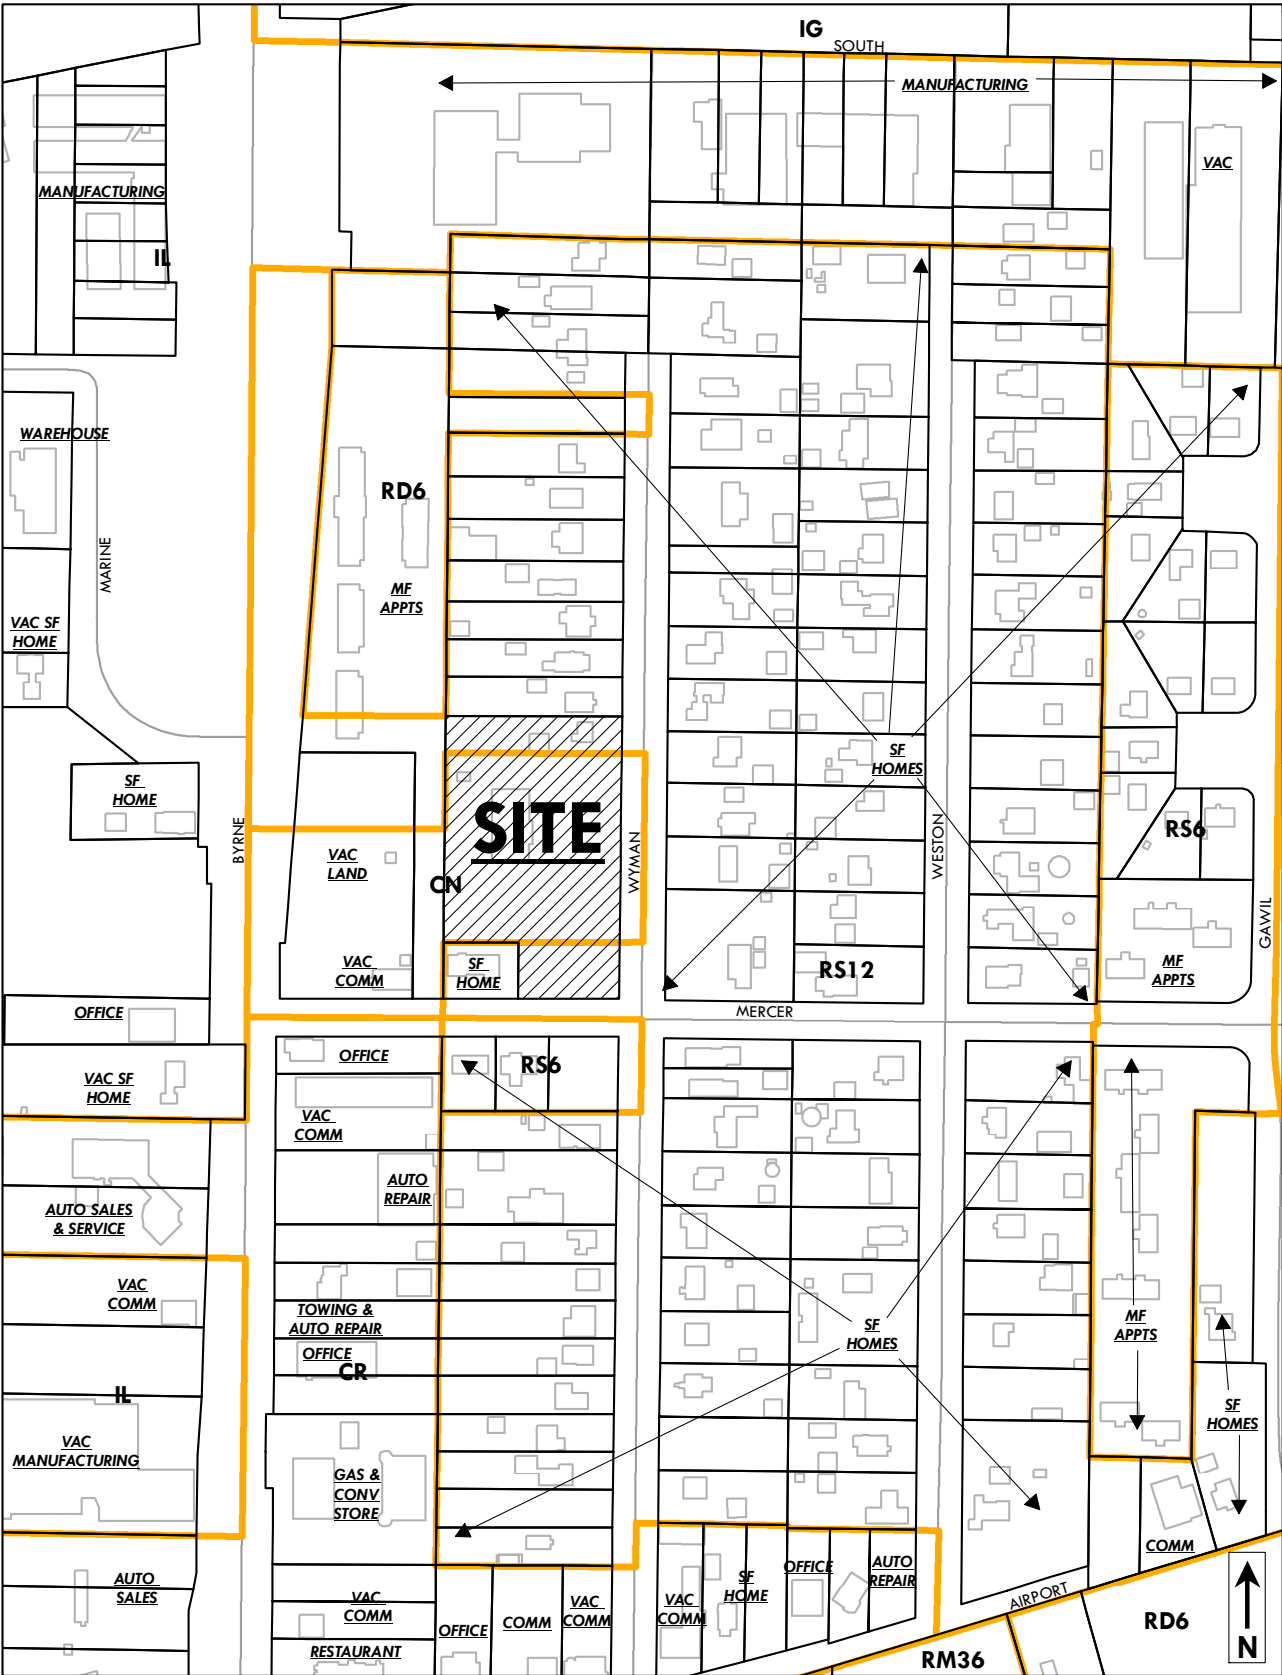 IG
SOUTH
MANUFACTURING
VAC
MANUFACTURING
IL
WAREHOUSE
RD6
MARINE
MF
APPTS
VAC SF
HOME
SF
HOMES
SF
HOME
SITE
BYRNE
WYMAN
WESTON
RS6
VAC
LAND
CN
GAWIL
VAC
COMM
SF
HOME
RS12
MF
APPTS
OFFICE
MERCER
OFFICE
RS6
VAC SF
HOME
VAC
COMM
AUTO
REPAIR
AUTO SALES
& SERVICE
VAC
COMM
TOWING &
AUTO REPAIR
SF
HOMES
MF
APPTS
OFFICE
CR
IL
SF
HOMES
VAC
MANUFACTURING
GAS &
CONV
STORE
COMM
AUTO
SALES
VAC
COMM
OFFICE
COMM
VAC
COMM
VAC
COMM
SF
HOME
OFFICE
AUTO
REPAIR
AIRPORT
RD6
RESTAURANT
RM36
N